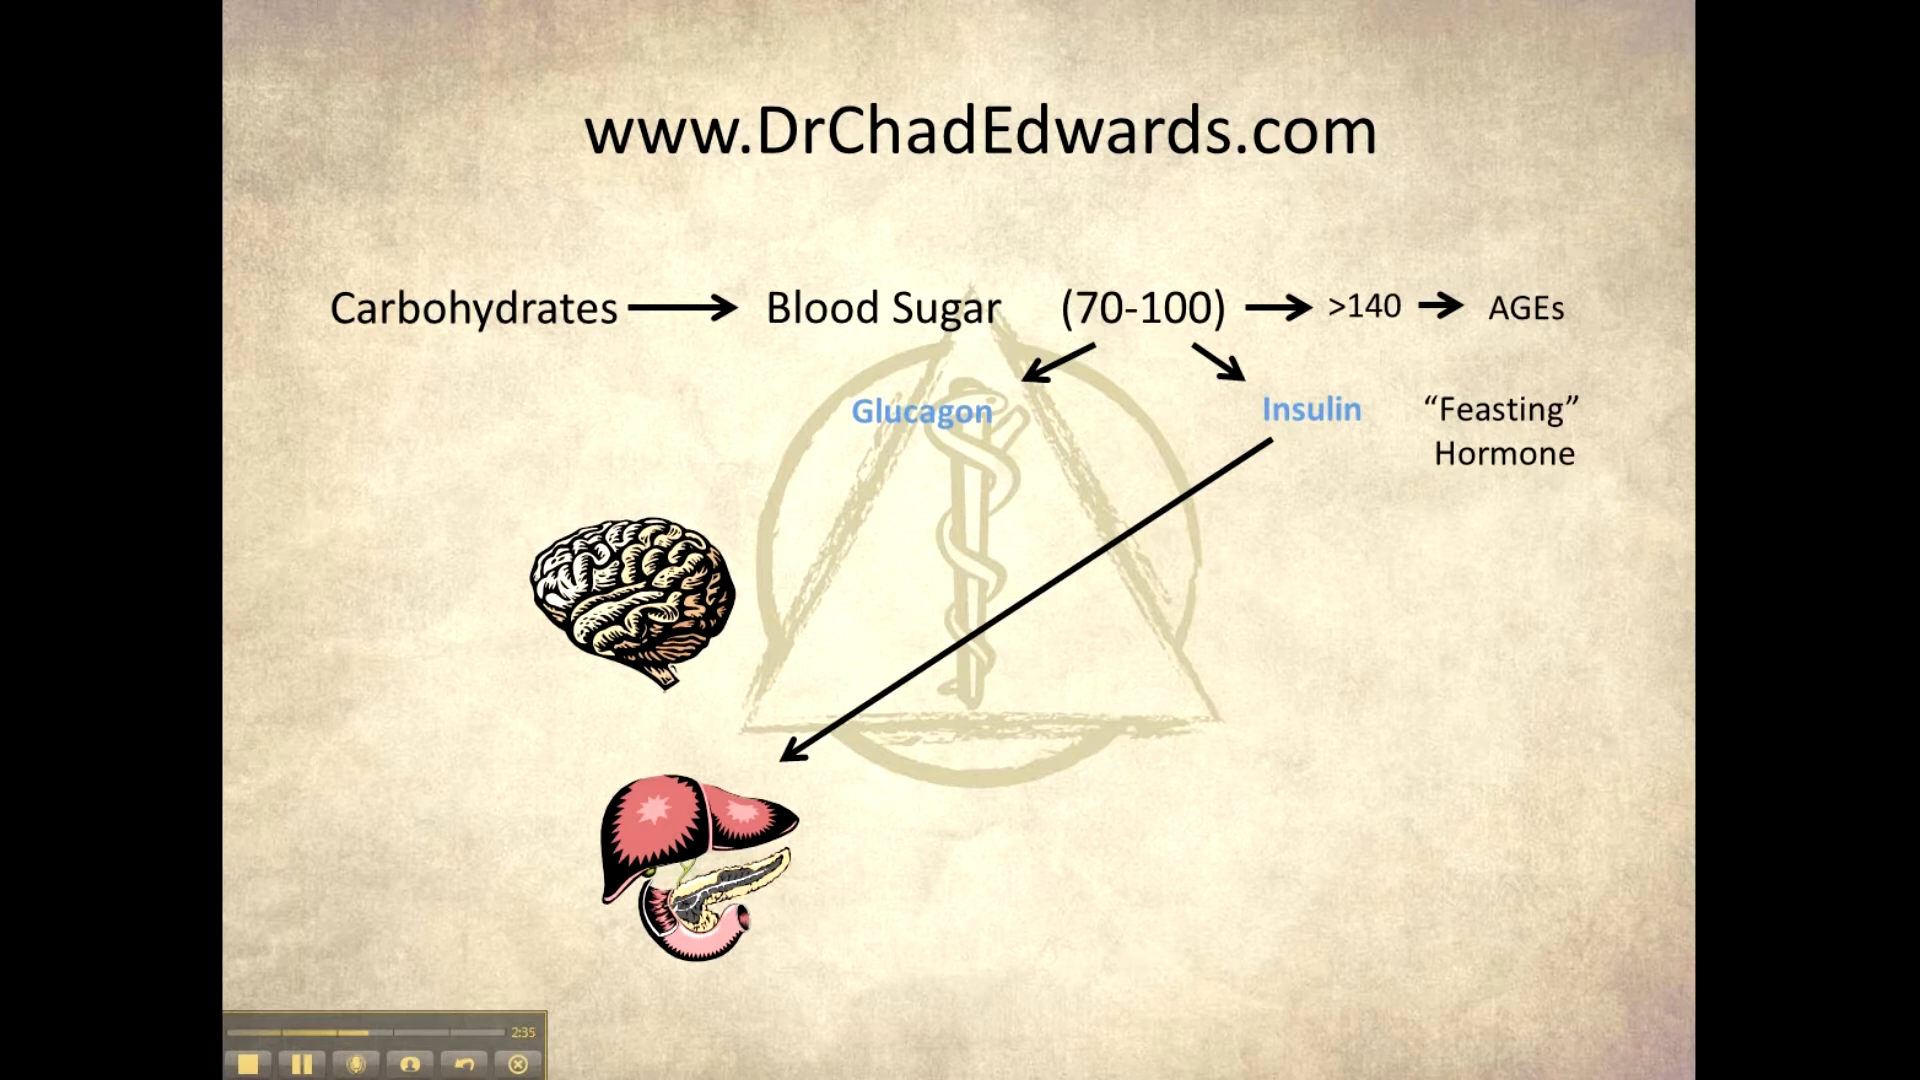 www.DrChadEdwards.com
Carbohydrates Blood Sugar (70-100) >140 AGEs
Glucagon Insulin “Feasting”
Hormone
2:35